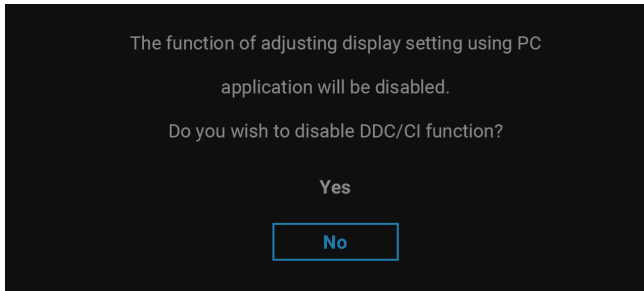 The function of adjusting display setting using PC
application will be disabled.
Do you wish to disable DDC/CI function?
Yes
No